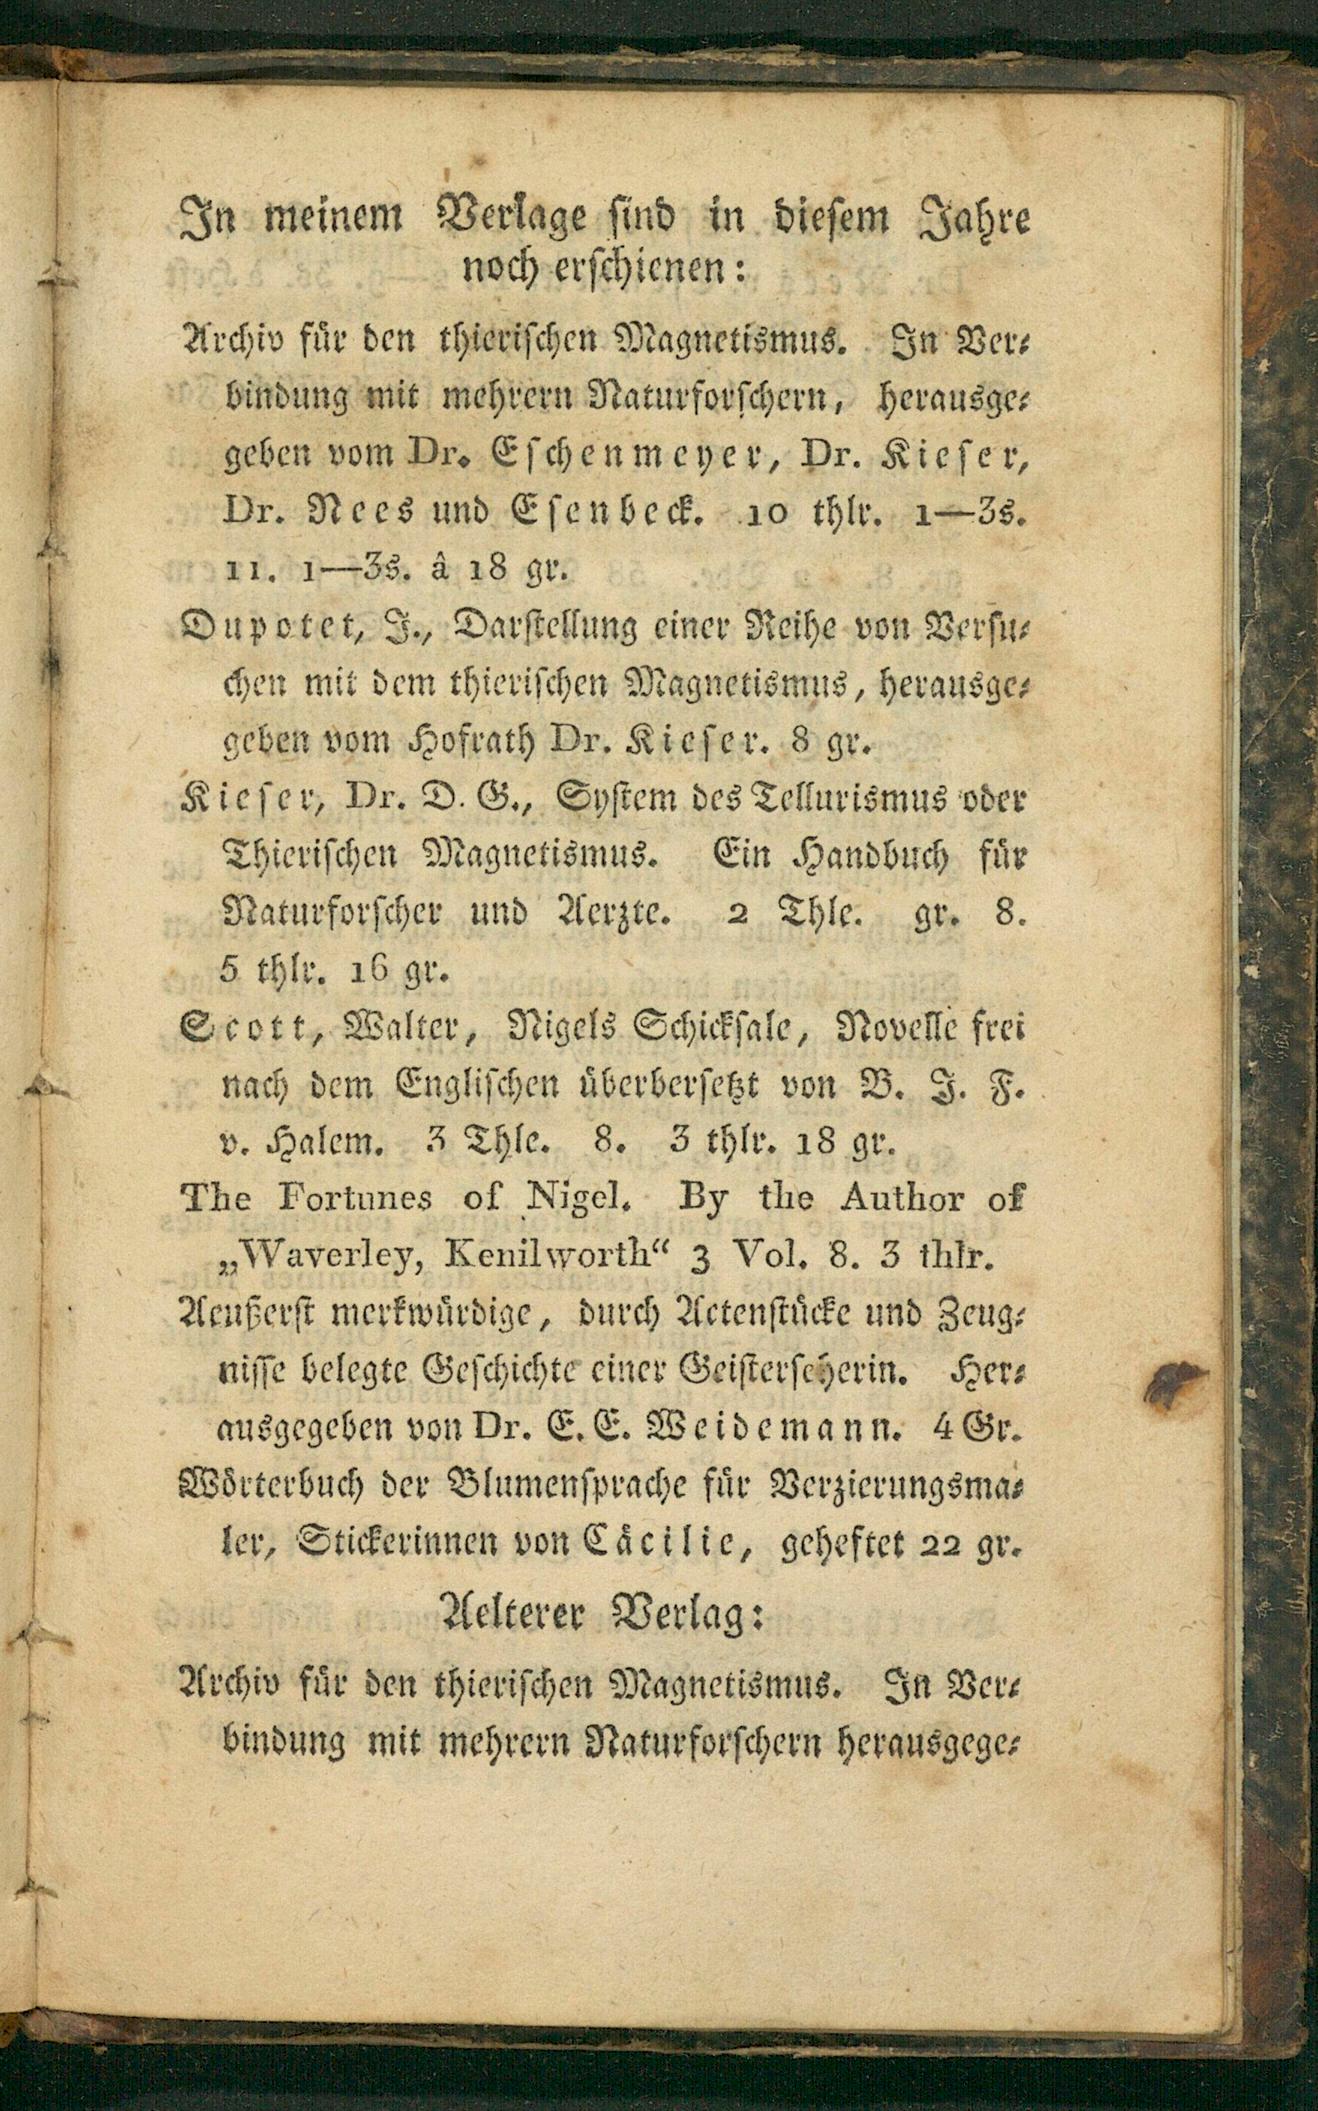 In meinem Verlage sind in diesem Jahre
noch erschienen:
Archiv für den thierischen Magnetismus. In Ver-
bindung mit mehrern Naturforschern, herausge-
geben vom Dr. Eschenmeyer, Dr. Kieser,
Dr. Nees und Esenbeck. 10 thlr. 1—3s.
11. 1—3s. â 18 gr.
Dupotet, J., Darstellung einer Reihe von Versu-
chen mit dem thierischen Magnetismus, herausge-
geben vom Hofrath Dr. Kieser. 8 gr.
Kieser, Dr. D. G., System des Tellurismus oder
Thierischen Magnetismus. Ein Handbuch für
Naturforscher und Aerzte. 2 Thle. gr. 8.
5 thlr. 16 gr.
Scott, Walter, Nigels Schicksale, Novelle frei
nach dem Englischen überbersetzt von B. J. F.
v. Halem. 3 Thle. 8. 3 thlr. 18 gr.
The Fortunes of Nigel. By the Author of
„Waverley, Kenilworth“ 3 Vol. 8. 3 thlr.
Aeußerst merkwürdige, durch Actenstücke und Zeug-
nisse belegte Geschichte einer Geisterseherin. Her-
ausgegeben von Dr. E. E. Weidemann. 4 Gr.
Wörterbuch der Blumensprache für Verzierungsma-
ler, Stickerinnen von Cäcilie, geheftet 22 gr.
Aelterer Verlag:
Archiv für den thierischen Magnetismus. In Ver-
bindung mit mehrern Naturforschern herausgege-